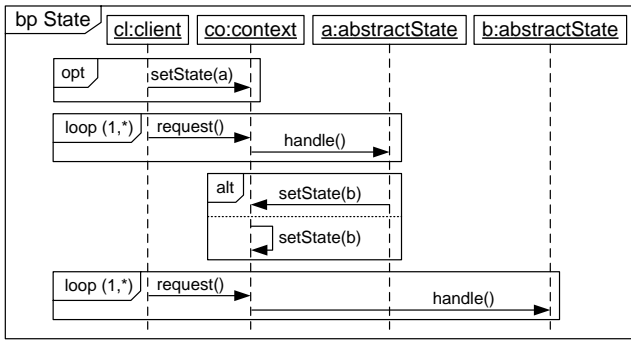 bp State
cl:client co:context a:abstractState b:abstractState
opt setState(a)
loop (1,*) request()
handle()
alt setState(b)
setState(b)
loop (1,*) request()
handle()